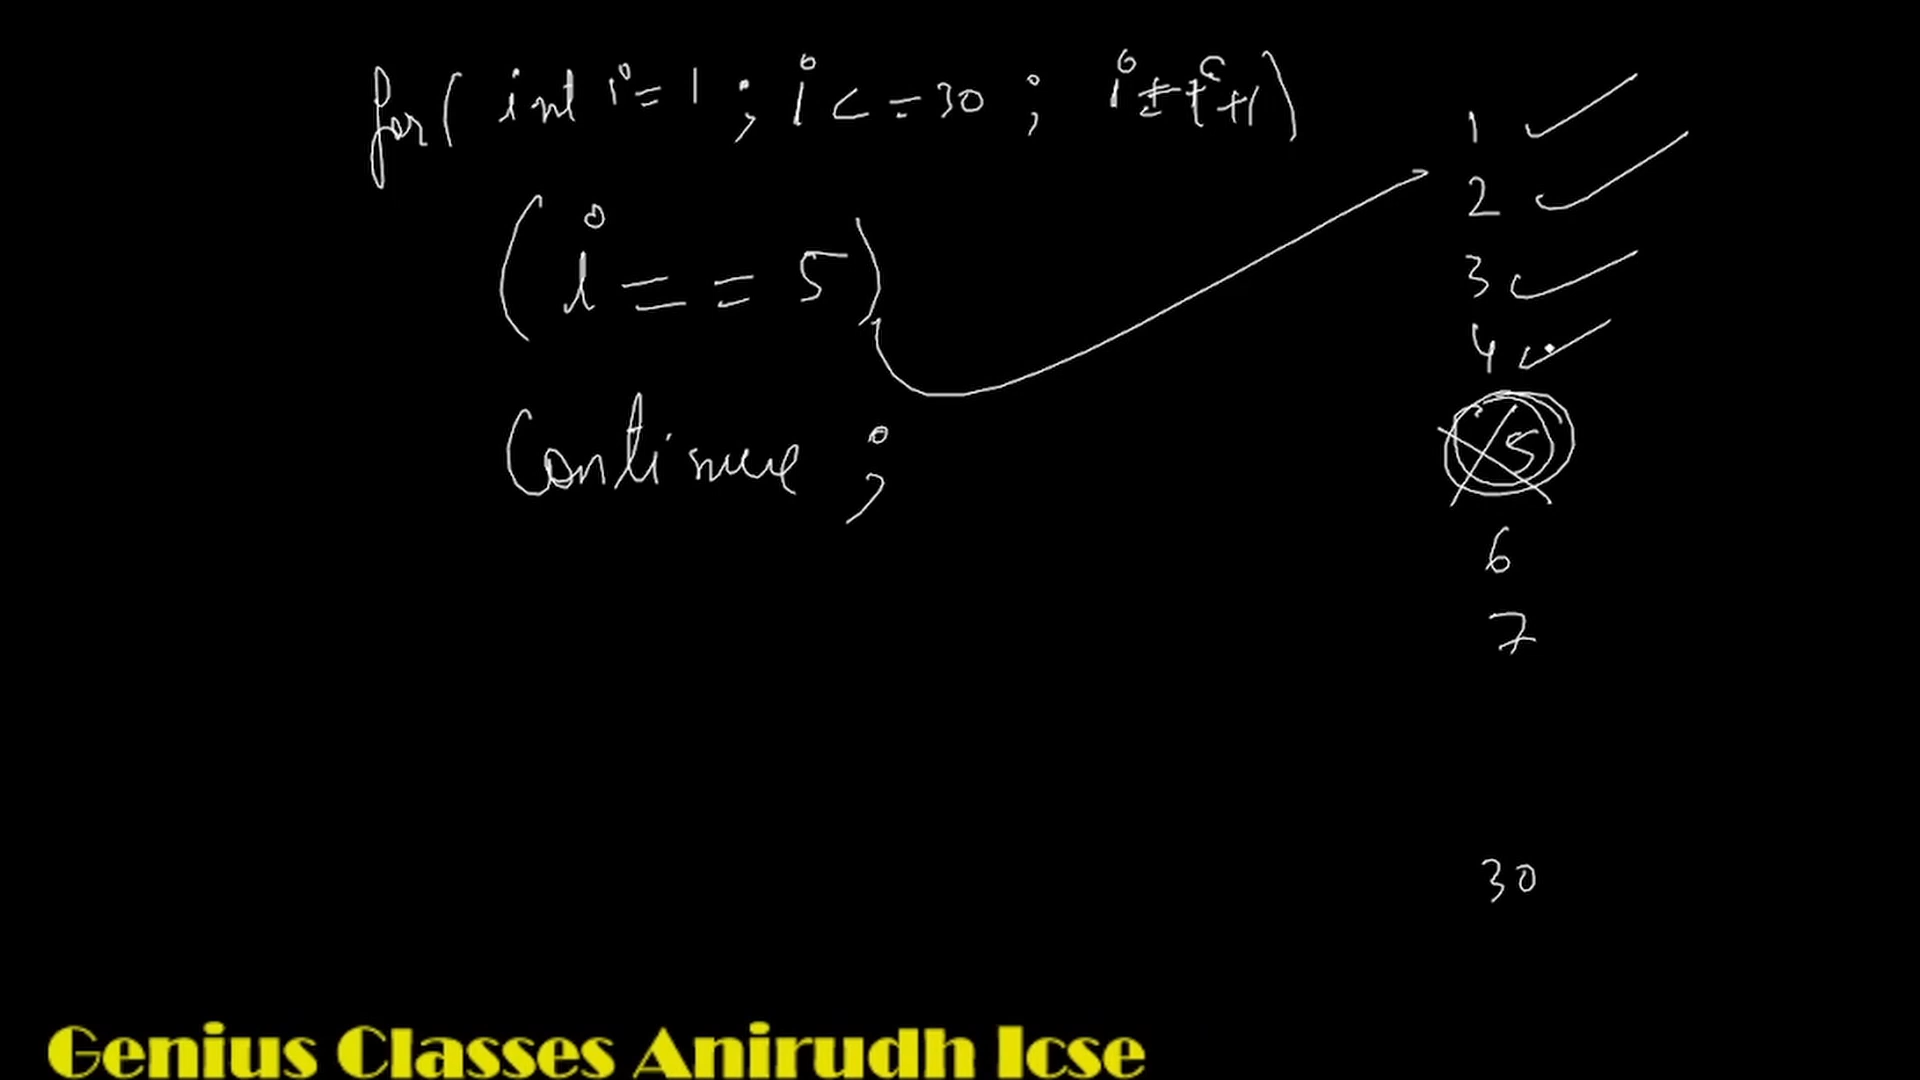 for( int i=1 ; i<=30 ; i=i+1)
(i==5)
Continue ;
1
2
3
4
5
6
7
30
Genius Classes Anirudh Icse